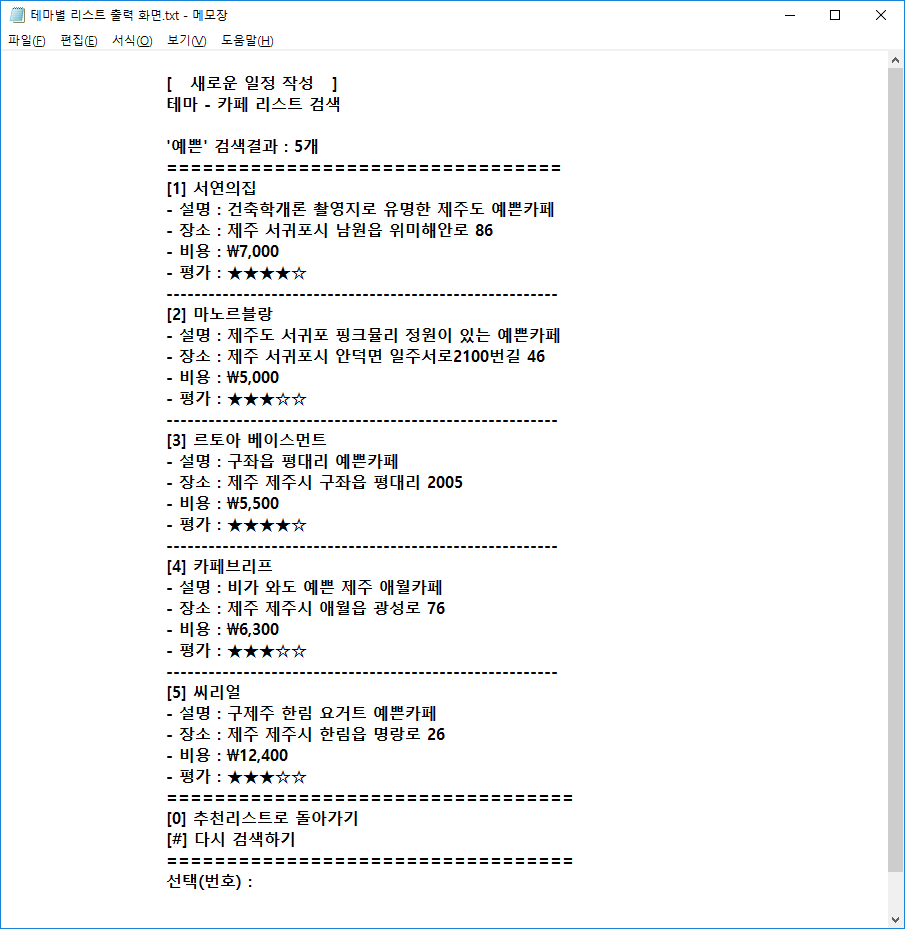 테마별 리스트 출력 화면.txt - 메모장
파일(F) 편집(E) 서식(O) 보기(V) 도움말(H)
[ 새로운 일정 작성 ]
테마 - 카페 리스트 검색
'예쁜' 검색결과 : 5개
=================================
[1] 서연의집
- 설명 : 건축학개론 촬영지로 유명한 제주도 예쁜카페
- 장소 : 제주 서귀포시 남원읍 위미해안로 86
- 비용 : ₩7,000
- 평가 : ★★★★☆
--------------------------------------------------------
[2] 마노르블랑
- 설명 : 제주도 서귀포 핑크뮬리 정원이 있는 예쁜카페
- 장소 : 제주 서귀포시 안덕면 일주서로2100번길 46
- 비용 : ₩5,000
- 평가 : ★★★☆☆
--------------------------------------------------------
[3] 르토아 베이스먼트
- 설명 : 구좌읍 평대리 예쁜카페
- 장소 : 제주 제주시 구좌읍 평대리 2005
- 비용 : ₩5,500
- 평가 : ★★★★☆
--------------------------------------------------------
[4] 카페브리프
- 설명 : 비가 와도 예쁜 제주 애월카페
- 장소 : 제주 제주시 애월읍 광성로 76
- 비용 : ₩6,300
- 평가 : ★★★☆☆
--------------------------------------------------------
[5] 씨리얼
- 설명 : 구제주 한림 요거트 예쁜카페
- 장소 : 제주 제주시 한림읍 명랑로 26
- 비용 : ₩12,400
- 평가 : ★★★☆☆
==================================
[0] 추천리스트로 돌아가기
[#] 다시 검색하기
==================================
선택(번호) :